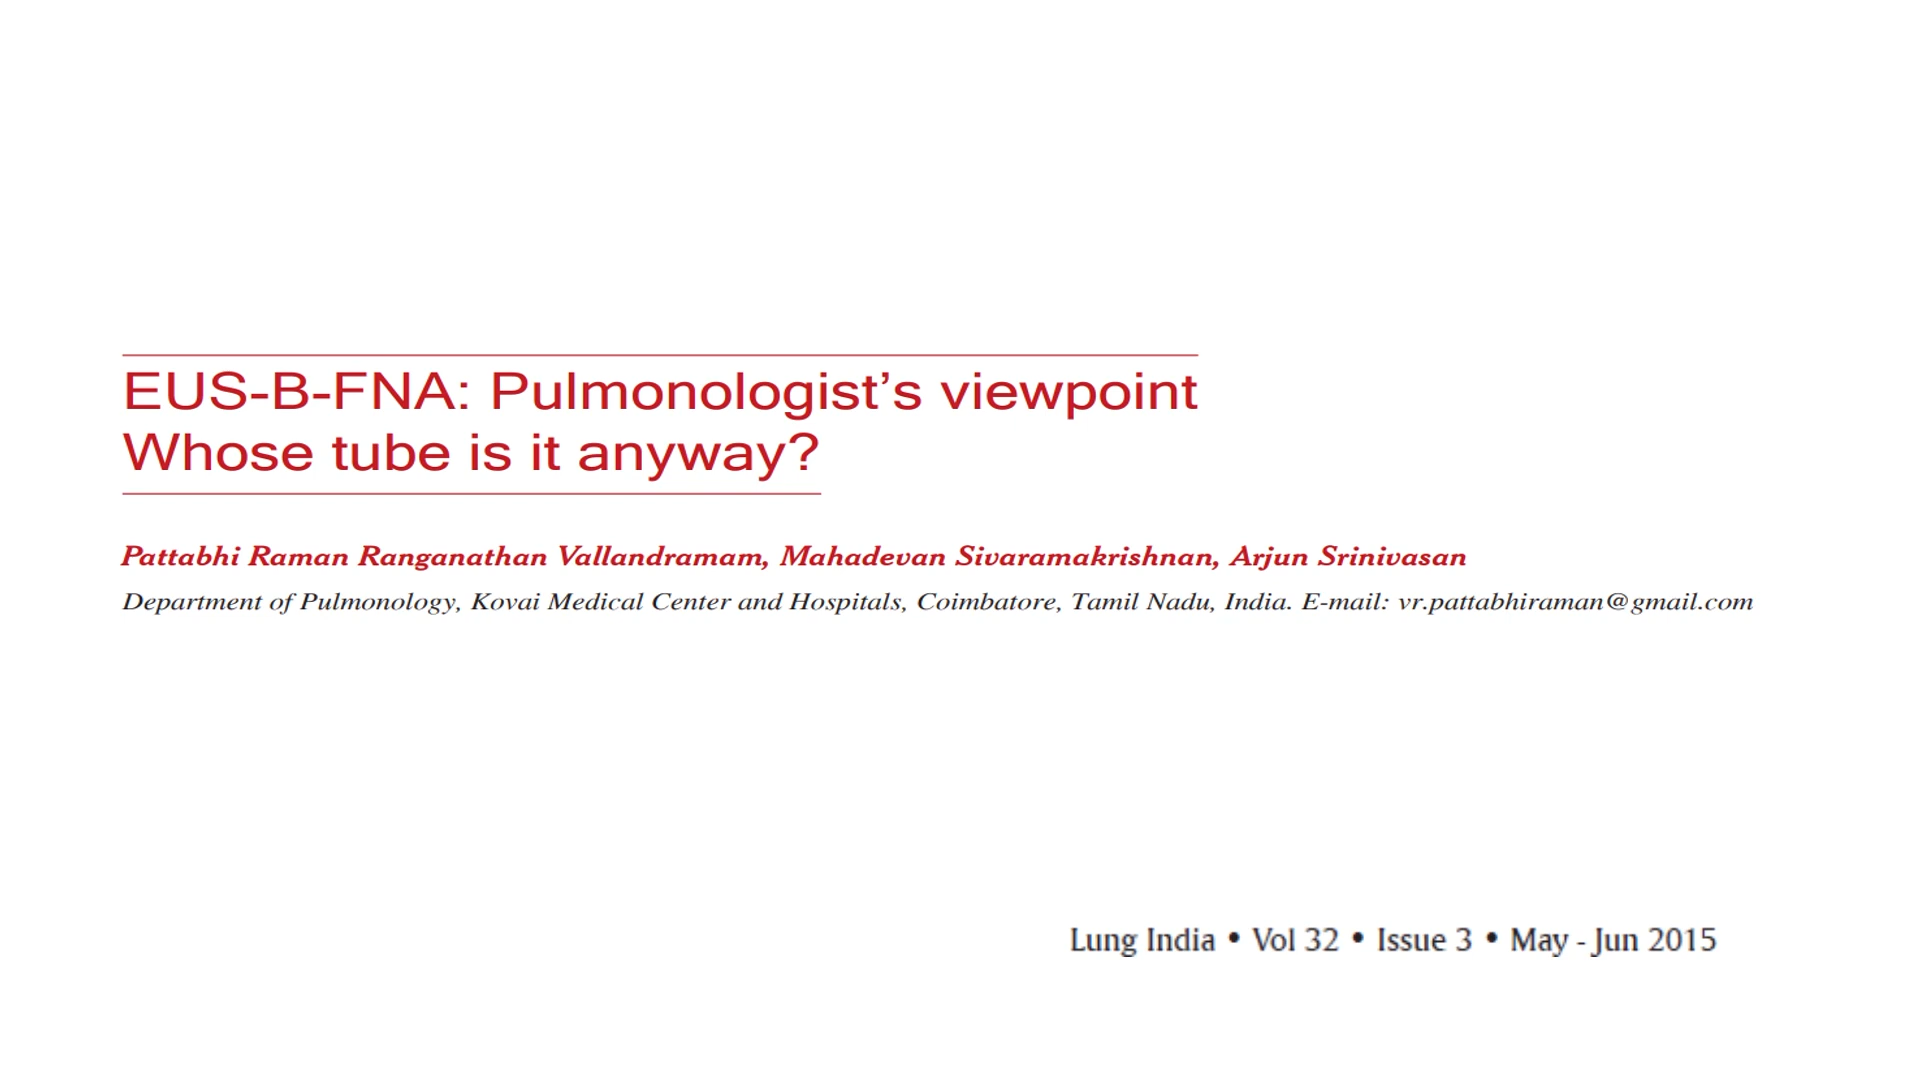 EUS-B-FNA: Pulmonologist’s viewpoint
Whose tube is it anyway?
Pattabhi Raman Ranganathan Vallandramam, Mahadevan Sivaramakrishnan, Arjun Srinivasan
Department of Pulmonology, Kovai Medical Center and Hospitals, Coimbatore, Tamil Nadu, India. E-mail: vr.pattabhiraman@gmail.com
Lung India • Vol 32 • Issue 3 • May - Jun 2015